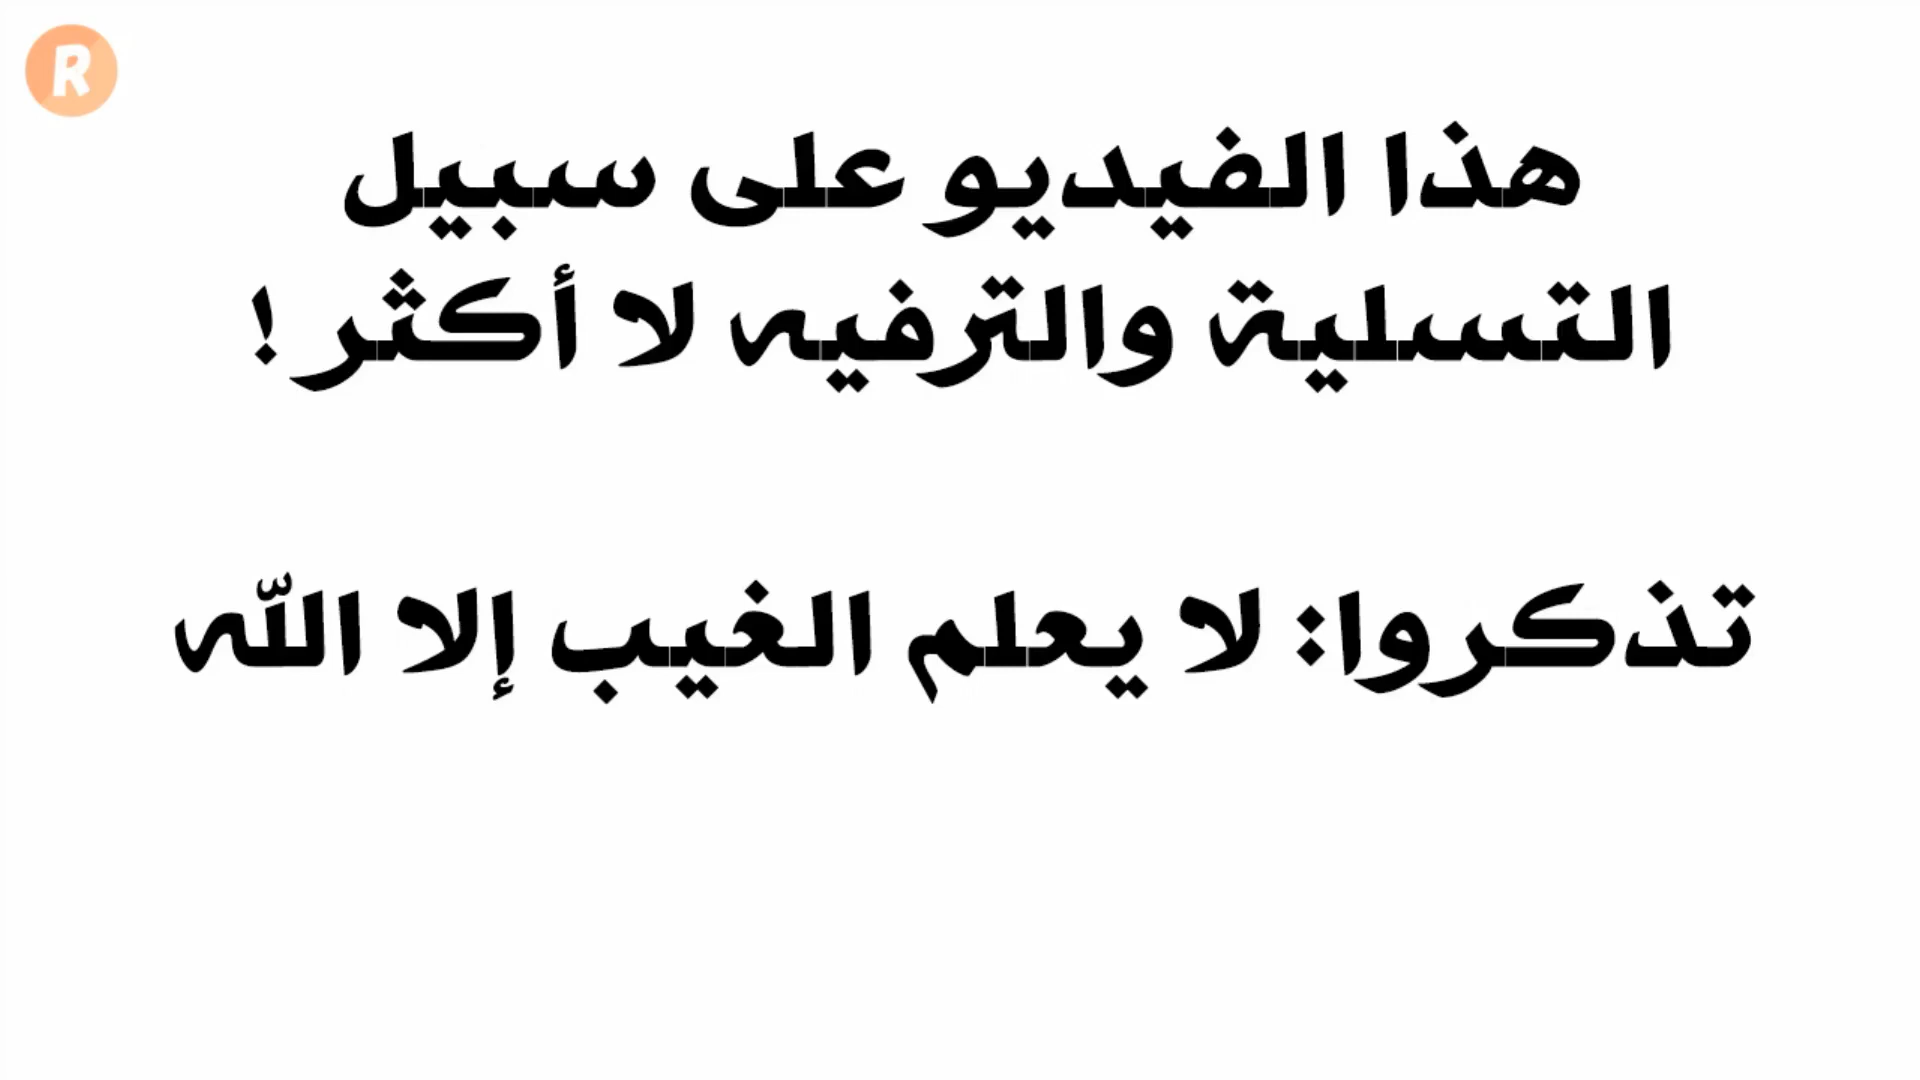 R
هذا الفيديو على سبيل
التسلية والترفيه لا أكثر !
تذكروا: لا يعلم الغيب إلا الله